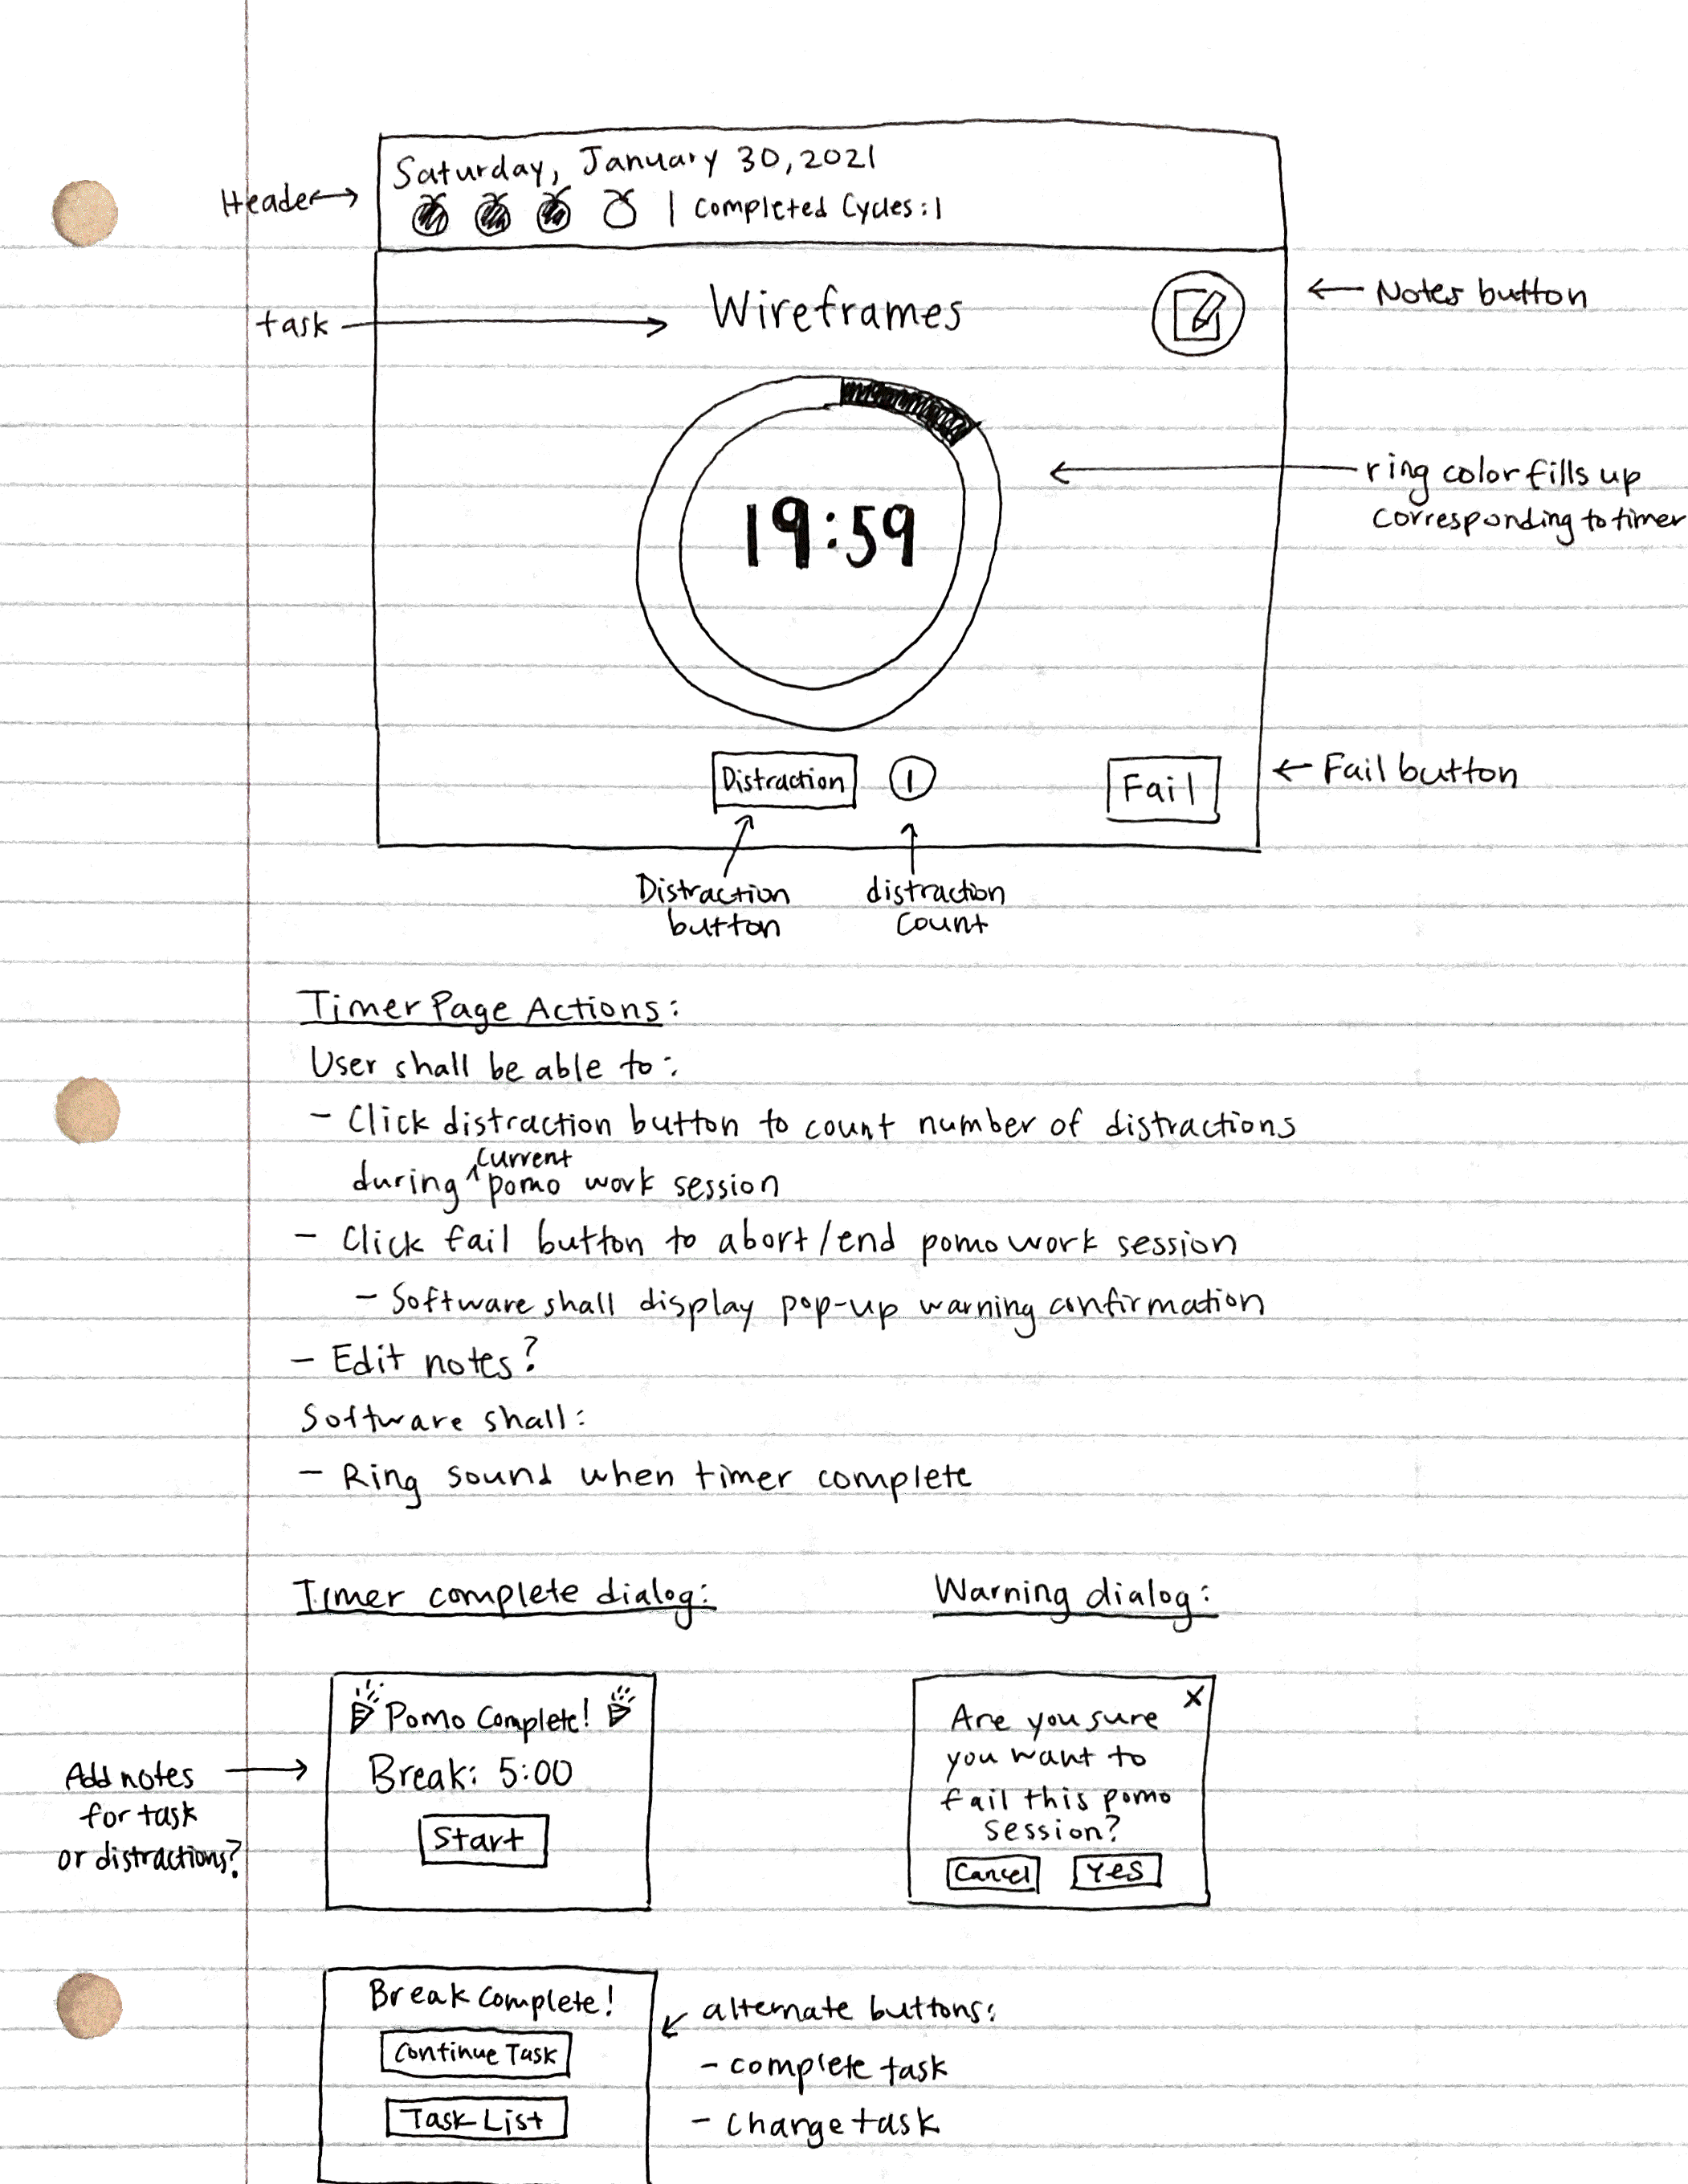 Saturday, January 30, 2021
Header
| Completed Cycles: 1
Wireframes
Notes button
task
ring color fills up
corresponding to timer
19:59
Distraction
1
Fail
Fail button
Distraction
button
distraction
count
Timer Page Actions:
User shall be able to:
- Click distraction button to count number of distractions
during ^current pomo work session
- Click fail button to abort/end pomo work session
- Software shall display pop-up warning confirmation
- Edit notes?
Software shall:
- Ring sound when timer complete
Timer complete dialog:
Pomo Complete!
Break: 5:00
Start
Add notes
for task
or distractions?
Warning dialog:
X
Are you sure
you want to
fail this pomo
session?
Cancel
Yes
Break Complete!
Continue Task
Task List
alternate buttons:
- complete task
- change task